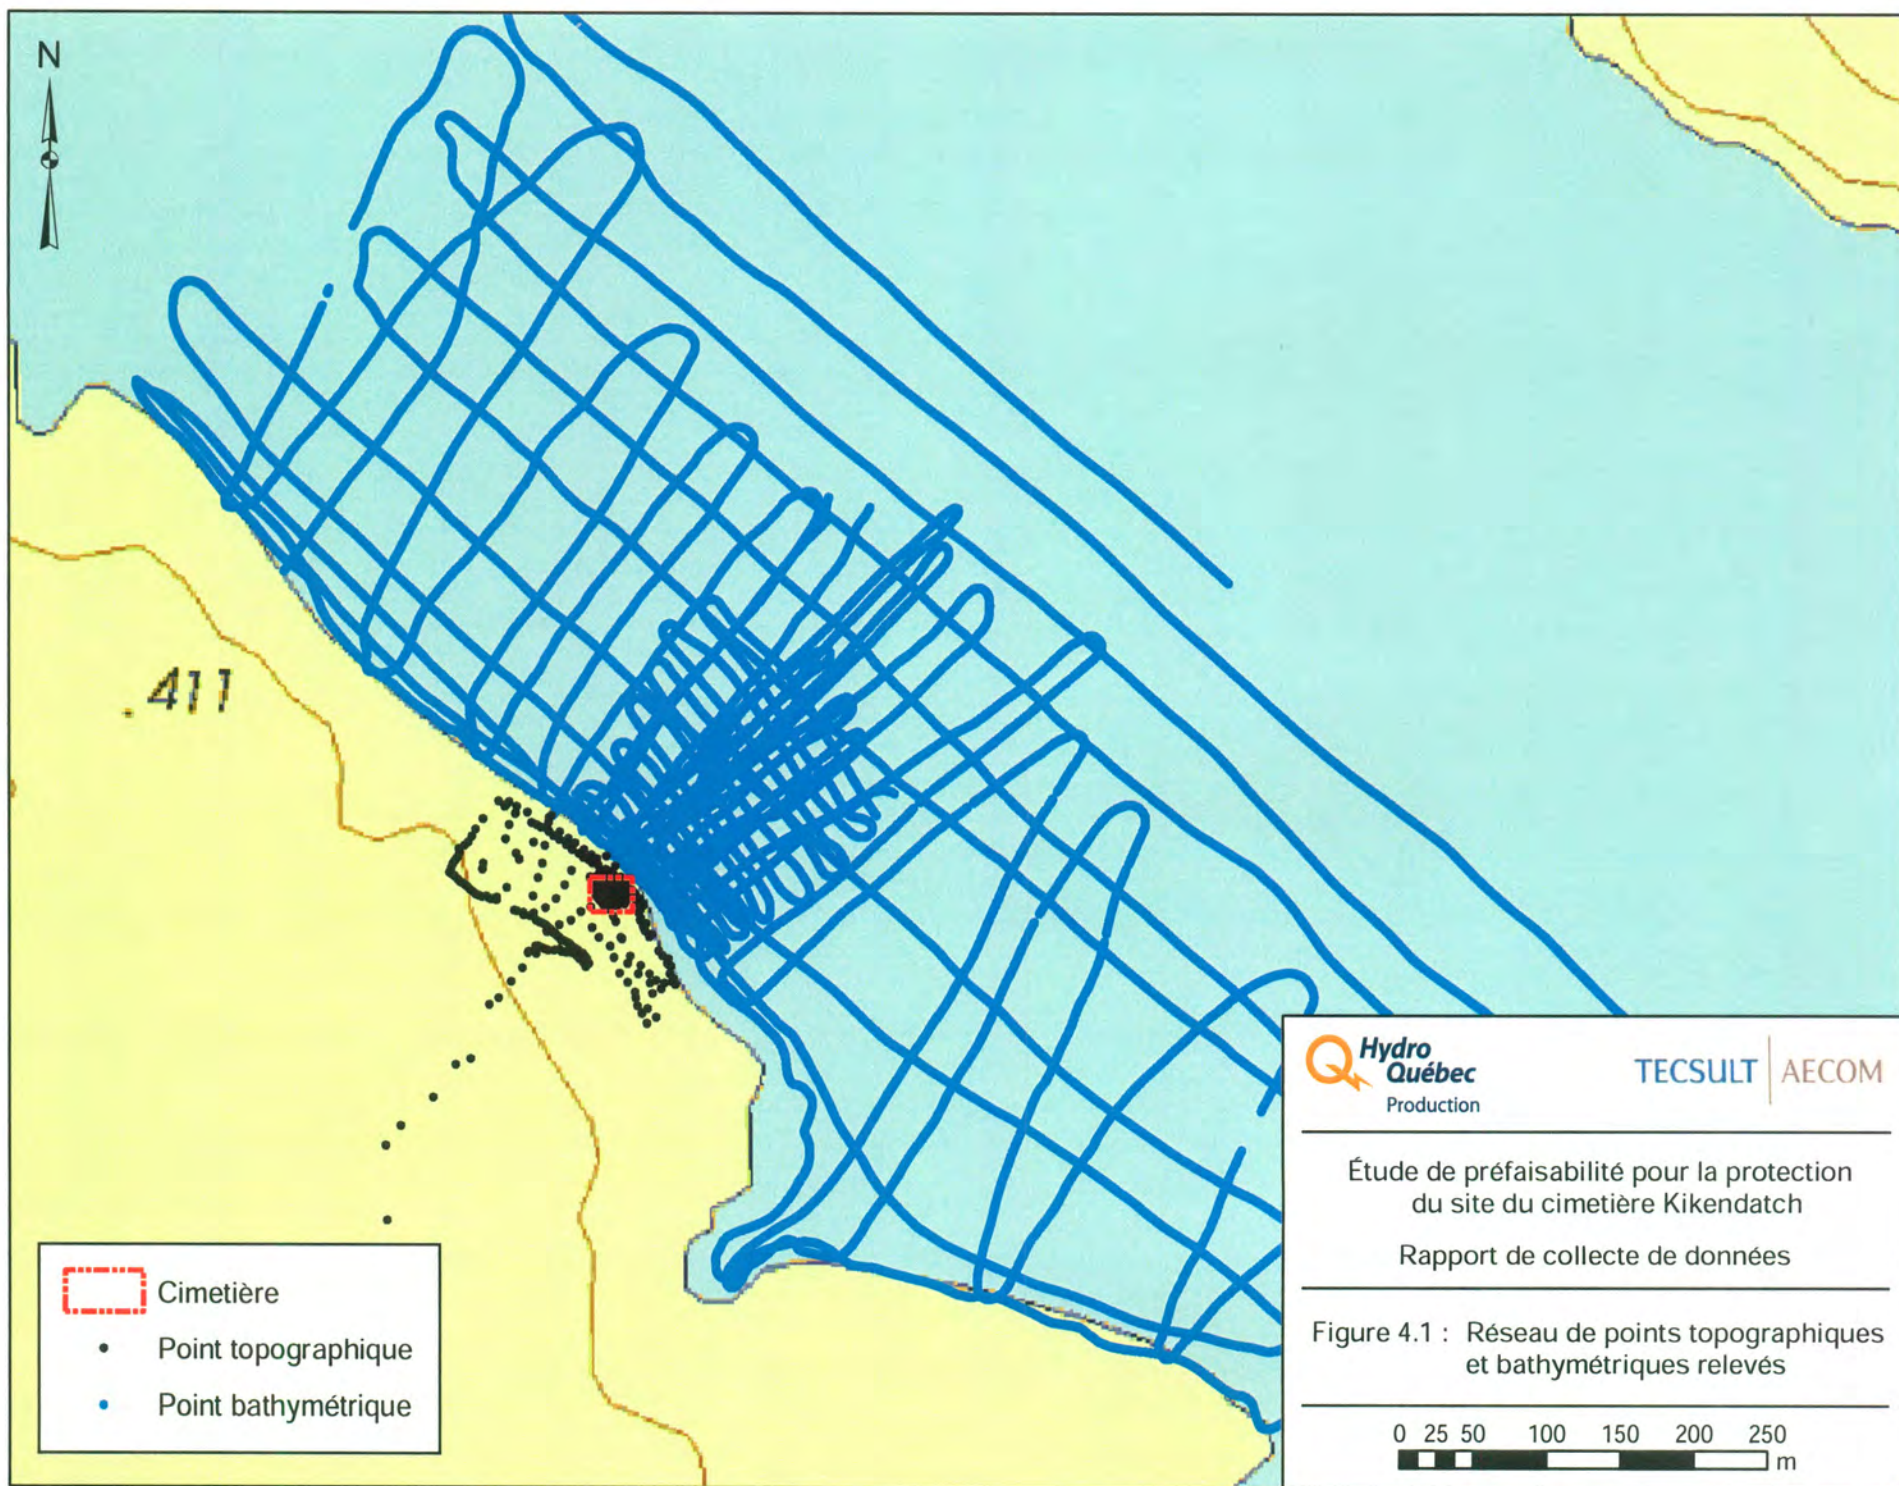 N
.411
Cimetière
Point topographique
Point bathymétrique
Hydro
Québec
Production
TECSULT | AECOM
Étude de préfaisabilité pour la protection
du site du cimetière Kikendatch
Rapport de collecte de données
Figure 4.1 : Réseau de points topographiques
et bathymétriques relevés
0 25 50 100 150 200 250
m